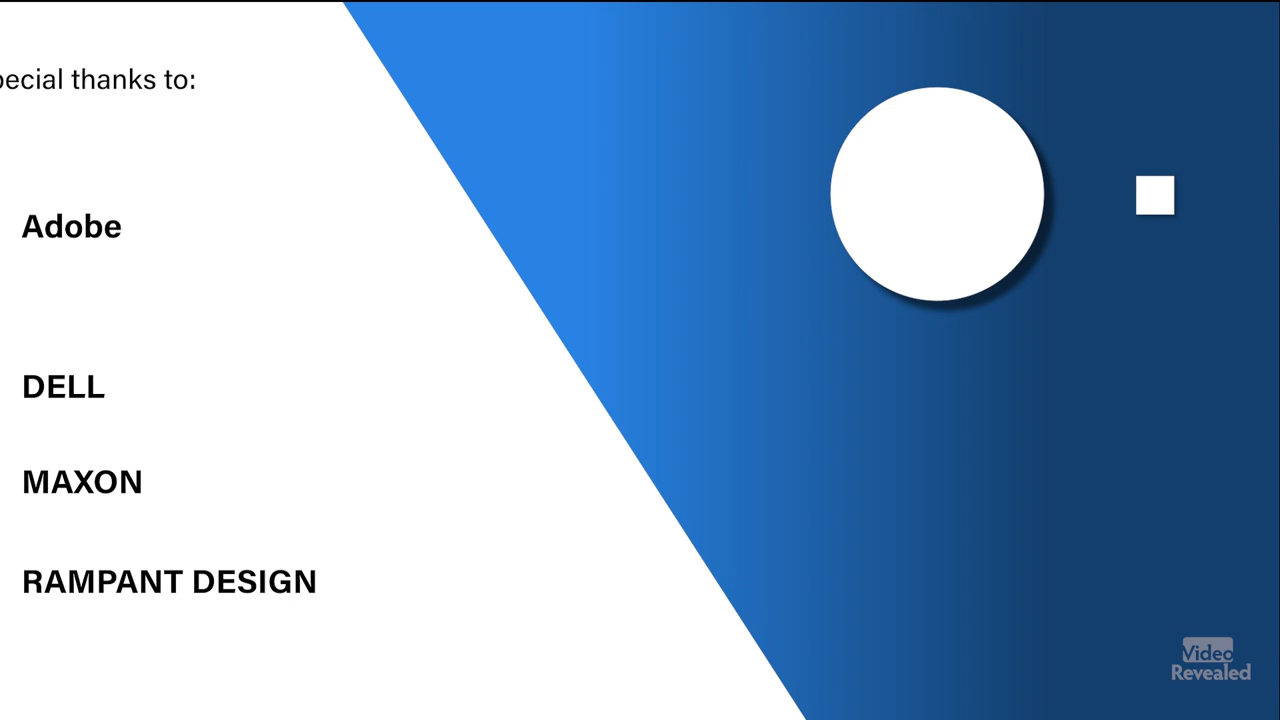 pecial thanks to:
Adobe
DELL
MAXON
RAMPANT DESIGN
Video
Revealed